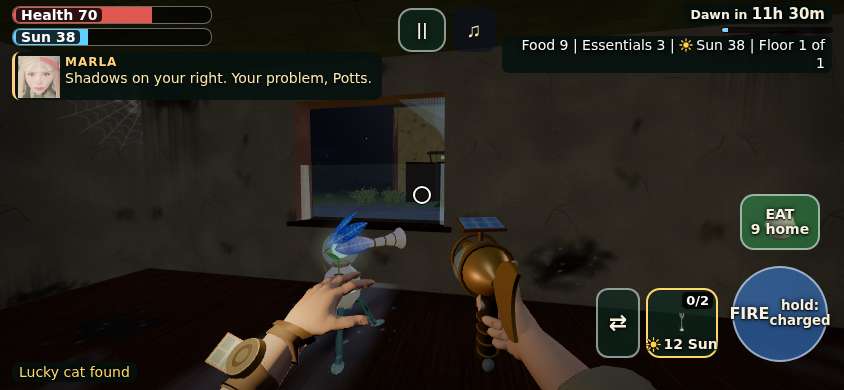 Health 70
Sun 38
Dawn in 11h 30m
Food 9 | Essentials 3 | ☀ Sun 38 | Floor 1 of
1
MARLA
Shadows on your right. Your problem, Potts.
EAT
9 home
0/2
☀12 Sun
FIRE hold:
charged
Lucky cat found